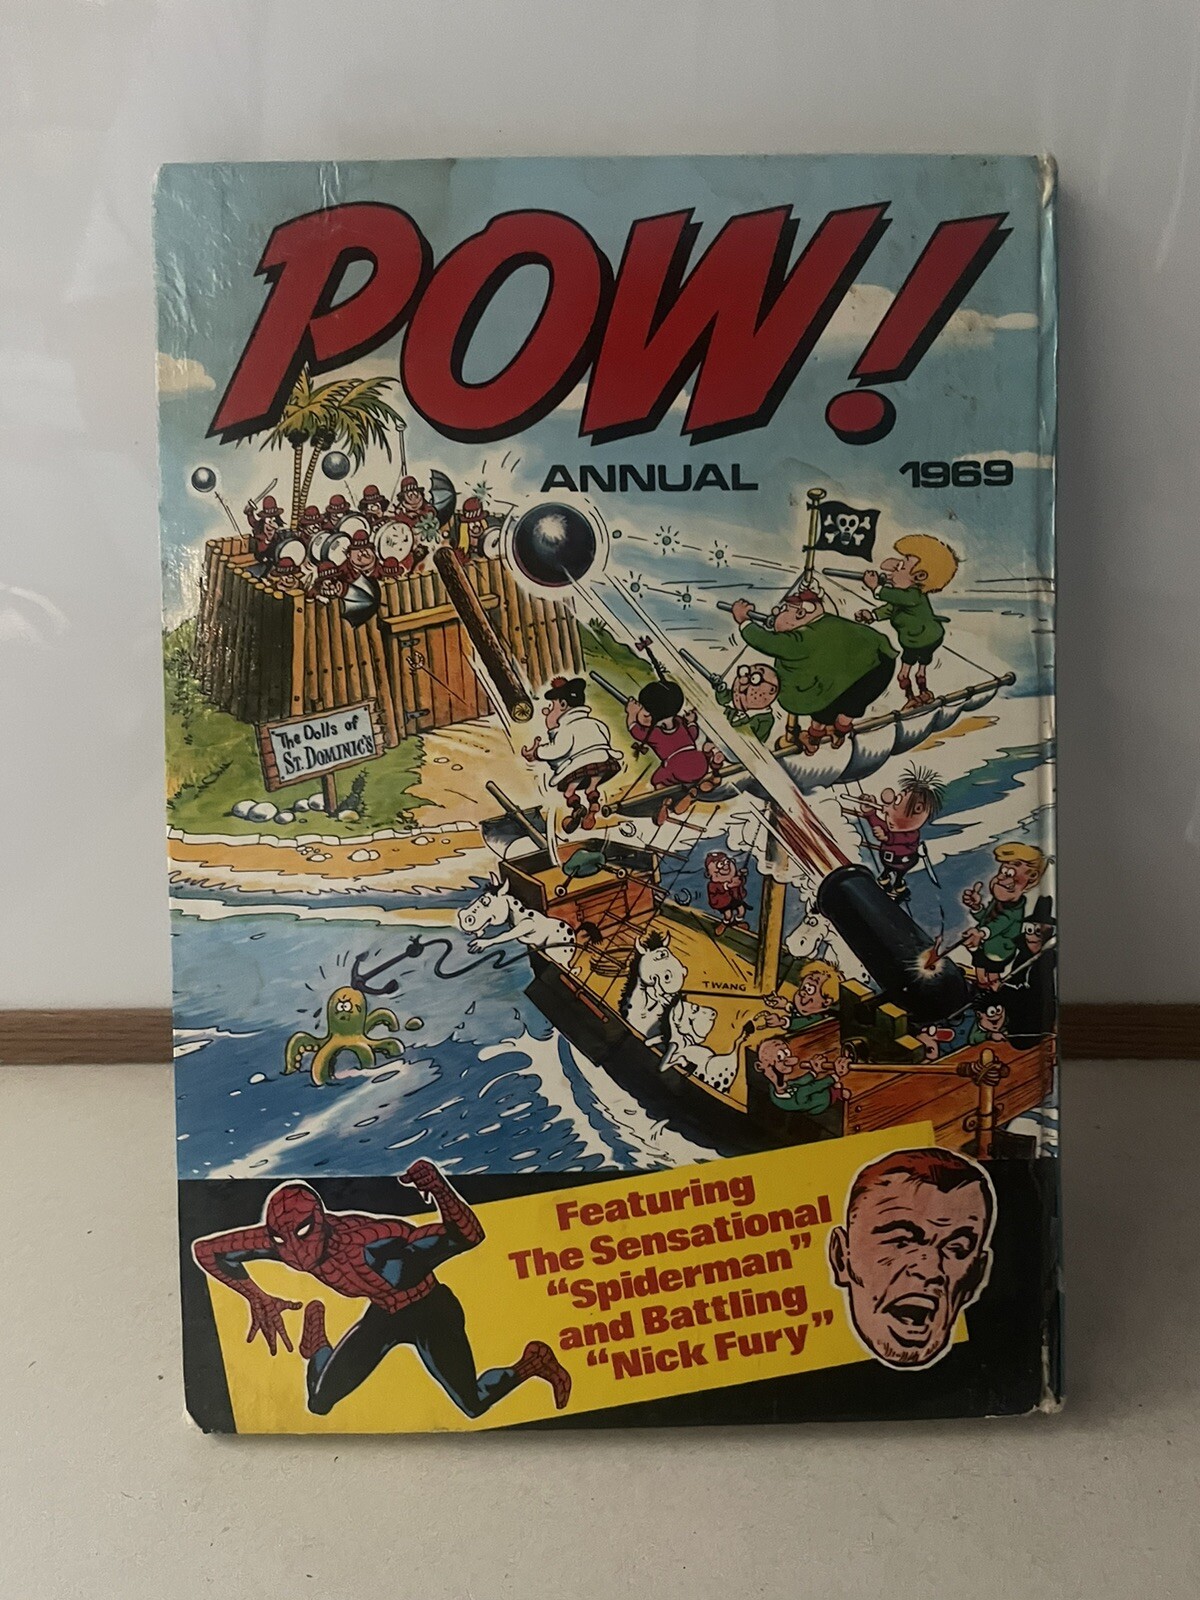 POW!
ANNUAL 1969
"The Dolls of
St. DOMINIC'S
TWANG
Featuring
The Sensational
“Spiderman”
and Battling
“Nick Fury”